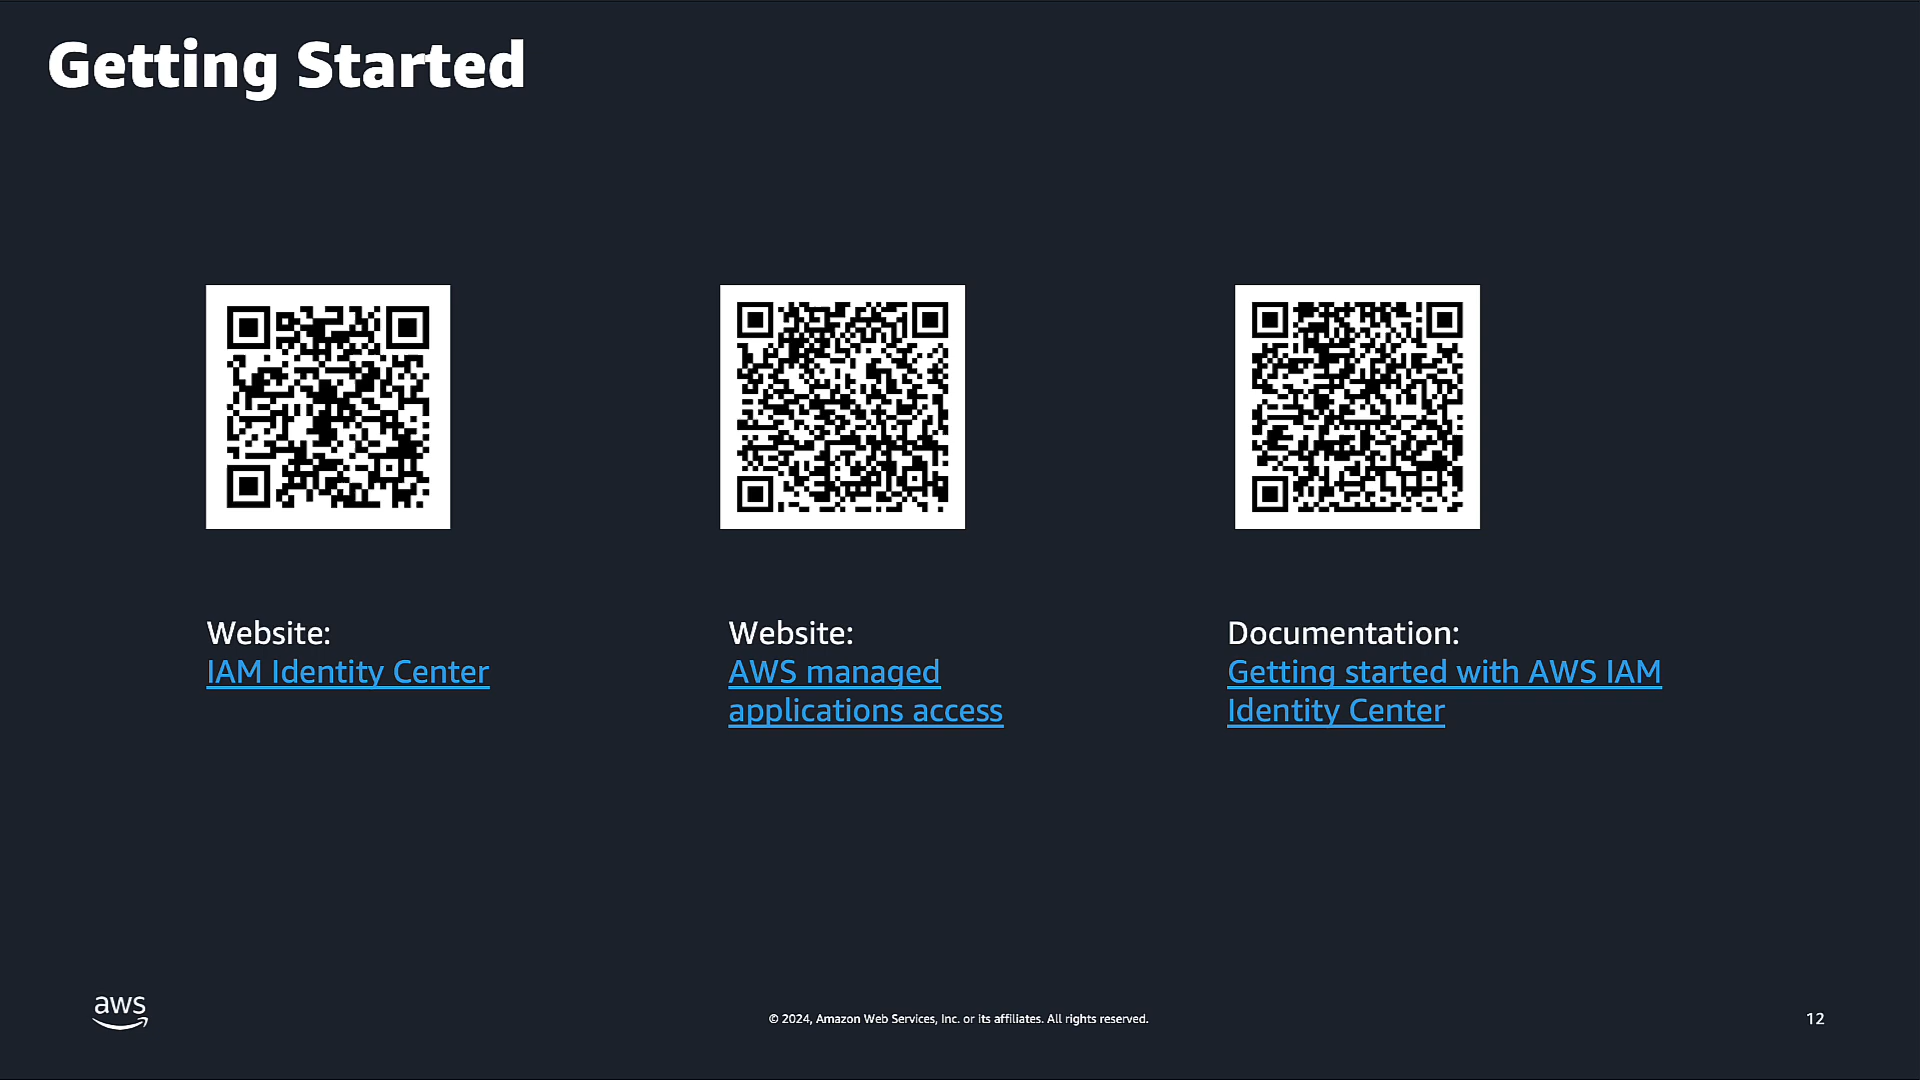 Getting Started
Website:
IAM Identity Center
Website:
AWS managed
applications access
Documentation:
Getting started with AWS IAM
Identity Center
aws
© 2024, Amazon Web Services, Inc. or its affiliates. All rights reserved.
12